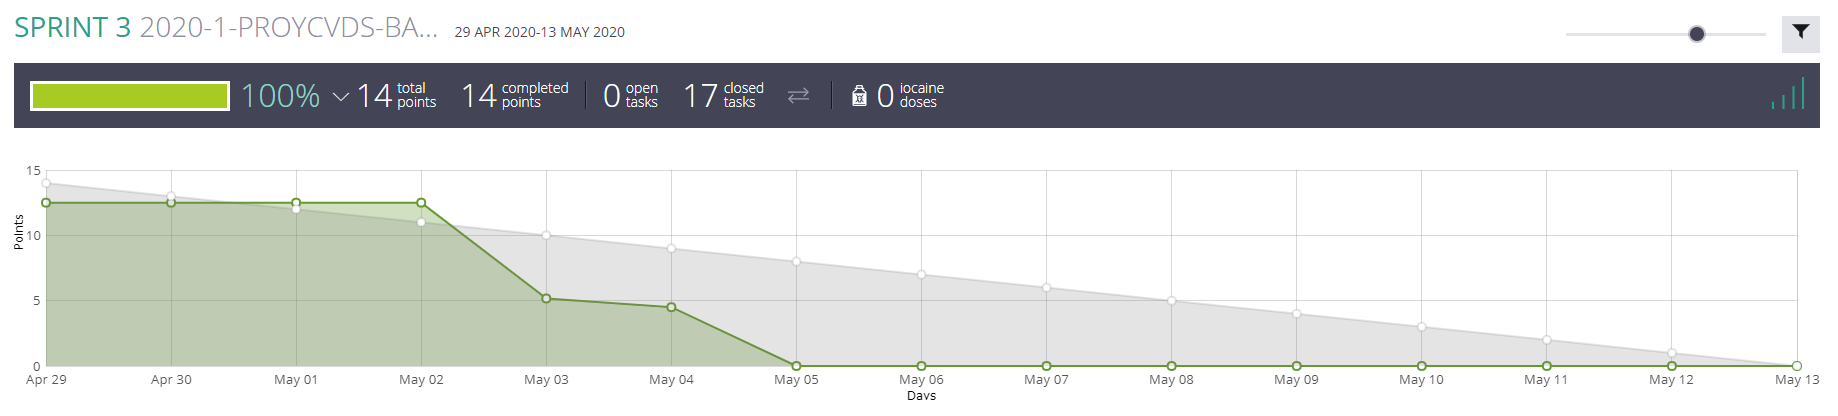 SPRINT 3 2020-1-PROYCVDS-BA... 29 APR 2020-13 MAY 2020
100% 14 total points 14 completed points 0 open tasks 17 closed tasks 0 iocaine doses
15
10
5
0
Points
Apr 29 Apr 30 May 01 May 02 May 03 May 04 May 05 May 06 May 07 May 08 May 09 May 10 May 11 May 12 May 13
Days